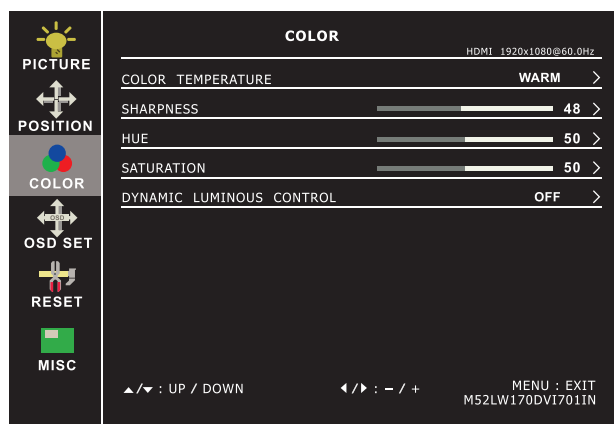 PICTURE
POSITION
COLOR
OSD
OSD SET
RESET
MISC
COLOR
HDMI 1920x1080@60.0Hz
COLOR TEMPERATURE WARM >
SHARPNESS 48 >
HUE 50 >
SATURATION 50 >
DYNAMIC LUMINOUS CONTROL OFF >
▲/▼ : UP / DOWN ◀/▶ : − / + MENU : EXIT
M52LW170DVI701IN